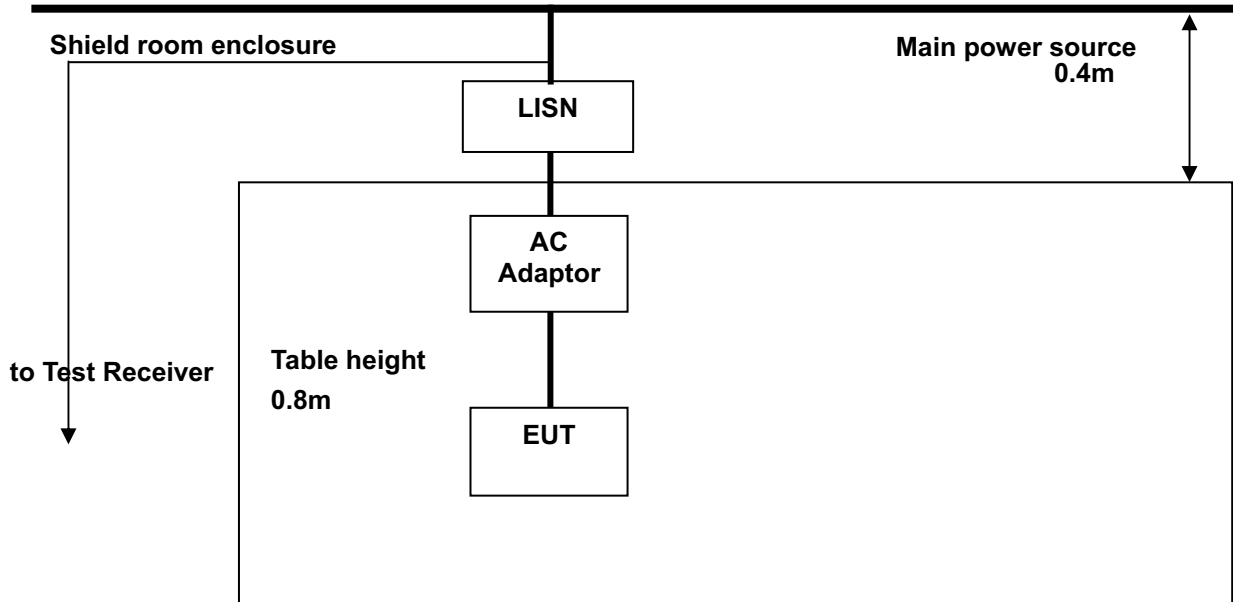 Shield room enclosure
Main power source
0.4m
LISN
AC
Adaptor
to Test Receiver
Table height
0.8m
EUT